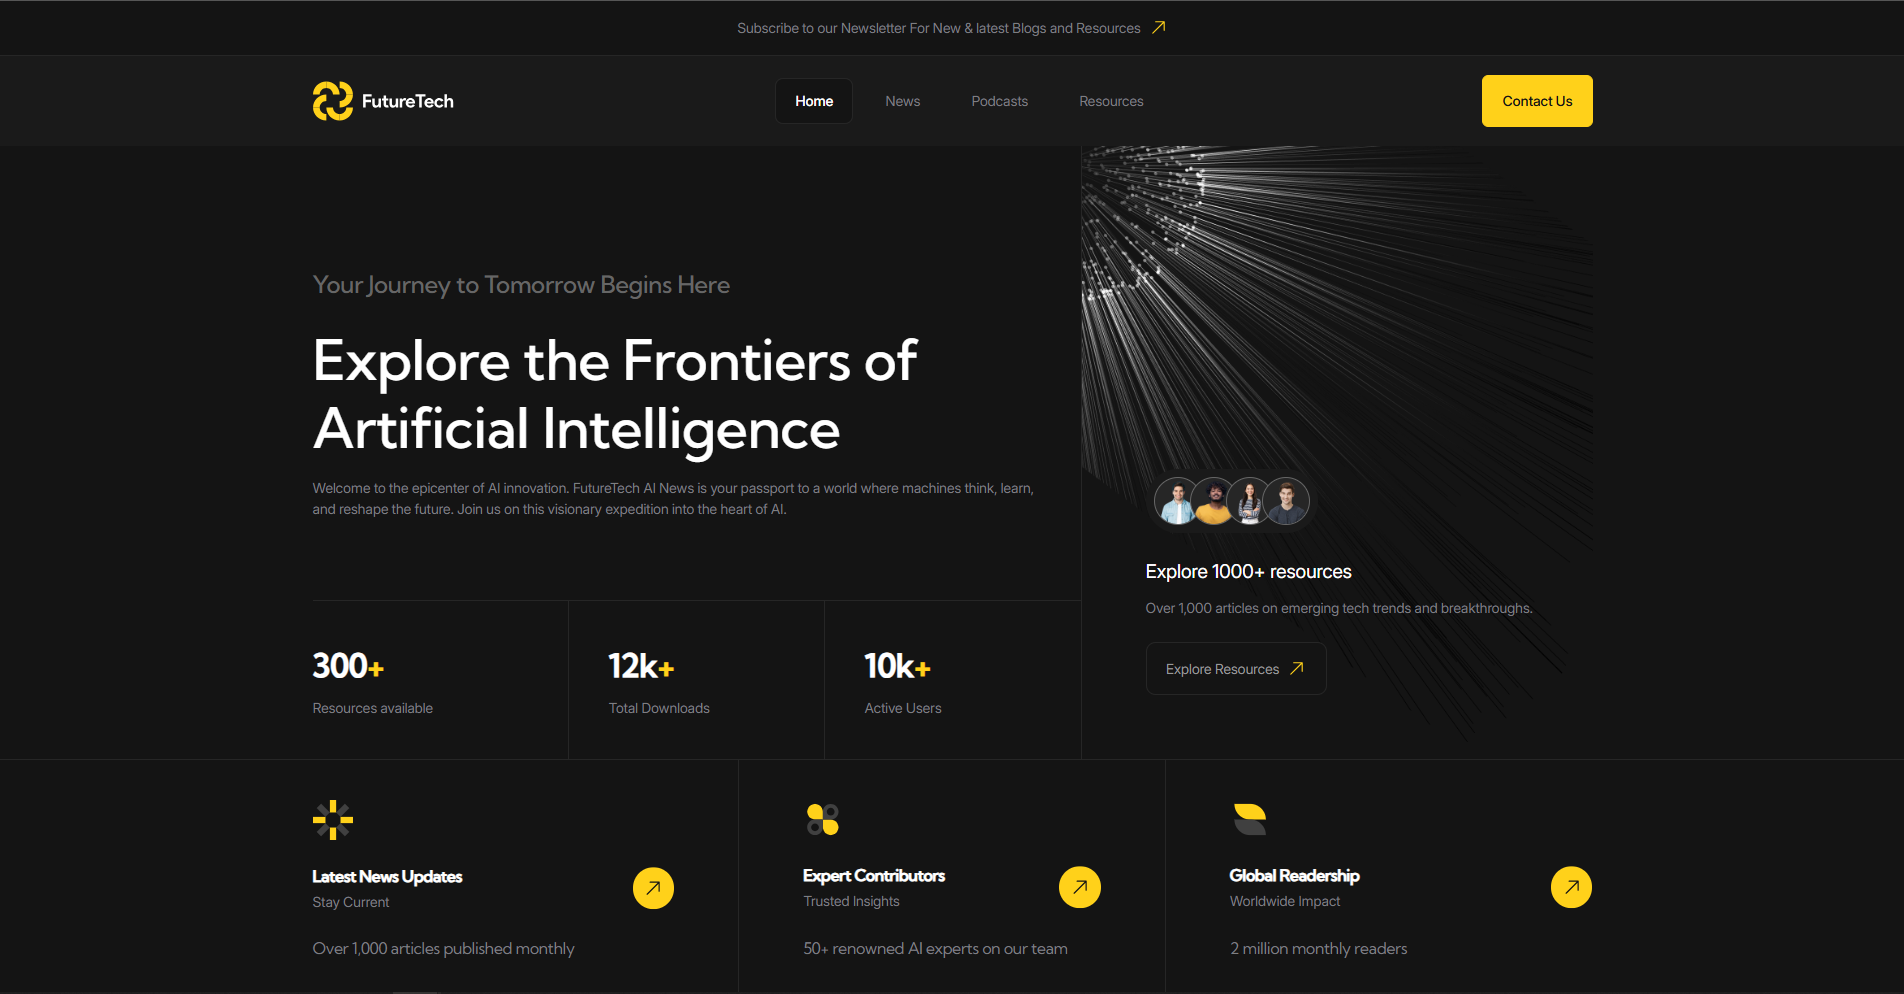 Subscribe to our Newsletter For New & latest Blogs and Resources
FutureTech
Home
News
Podcasts
Resources
Contact Us
Your Journey to Tomorrow Begins Here
Explore the Frontiers of
Artificial Intelligence
Welcome to the epicenter of AI innovation. FutureTech AI News is your passport to a world where machines think, learn,
and reshape the future. Join us on this visionary expedition into the heart of AI.
300+
Resources available
12k+
Total Downloads
10k+
Active Users
Explore 1000+ resources
Over 1,000 articles on emerging tech trends and breakthroughs.
Explore Resources
Latest News Updates
Stay Current
Over 1,000 articles published monthly
Expert Contributors
Trusted Insights
50+ renowned AI experts on our team
Global Readership
Worldwide Impact
2 million monthly readers